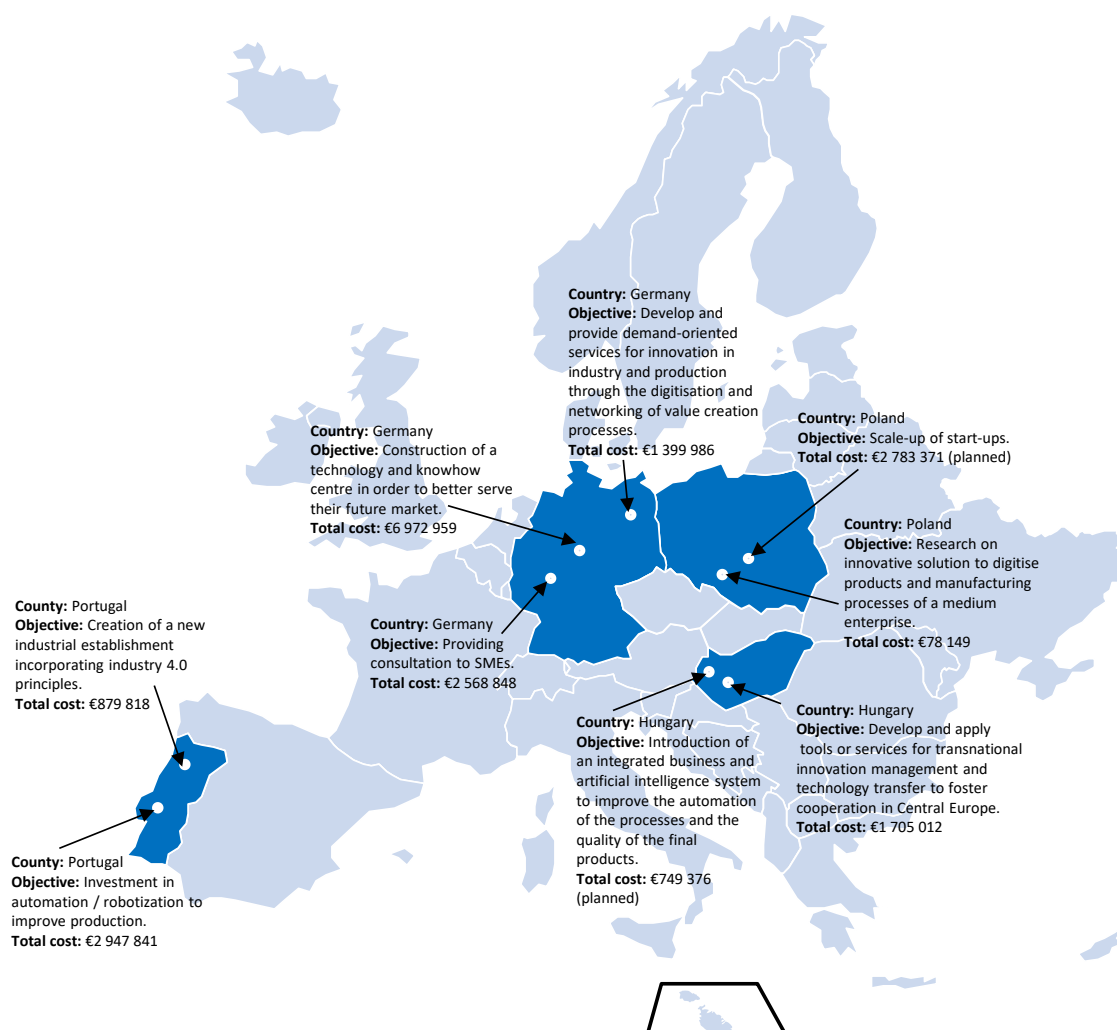 Country: Germany
Objective: Develop and
provide demand-oriented
services for innovation in
industry and production
through the digitisation and
networking of value creation
processes.
Total cost: €1 399 986
Country: Poland
Objective: Scale-up of start-ups.
Total cost: €2 783 371 (planned)
Country: Germany
Objective: Construction of a
technology and knowhow
centre in order to better serve
their future market.
Total cost: €6 972 959
Country: Poland
Objective: Research on
innovative solution to digitise
products and manufacturing
processes of a medium
enterprise.
Total cost: €78 149
County: Portugal
Objective: Creation of a new
industrial establishment
incorporating industry 4.0
principles.
Total cost: €879 818
Country: Germany
Objective: Providing
consultation to SMEs.
Total cost: €2 568 848
Country: Hungary
Objective: Introduction of
an integrated business and
artificial intelligence system
to improve the automation
of the processes and the
quality of the final
products.
Total cost: €749 376
(planned)
Country: Hungary
Objective: Develop and apply
tools or services for transnational
innovation management and
technology transfer to foster
cooperation in Central Europe.
Total cost: €1 705 012
County: Portugal
Objective: Investment in
automation / robotization to
improve production.
Total cost: €2 947 841